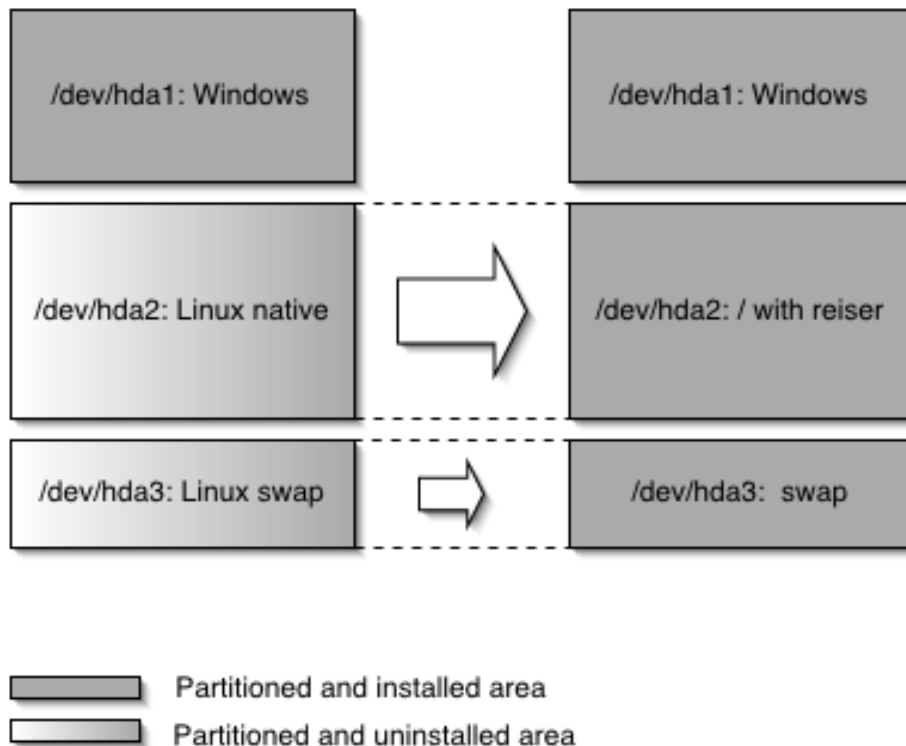 /dev/hda1: Windows
/dev/hda1: Windows
/dev/hda2: Linux native
/dev/hda2: / with reiser
/dev/hda3: Linux swap
/dev/hda3:  swap
Partitioned and installed area
Partitioned and uninstalled area